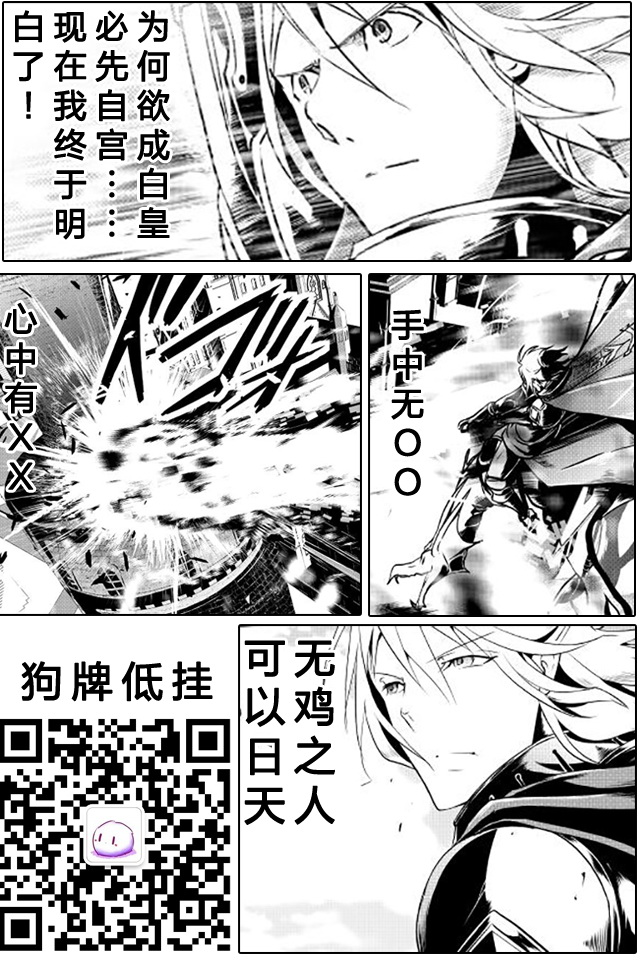 为何欲成白皇
必先自宫……
现在我终于明
白了！
手中无OO
心中有XX
无鸡之人
可以日天
狗牌低挂